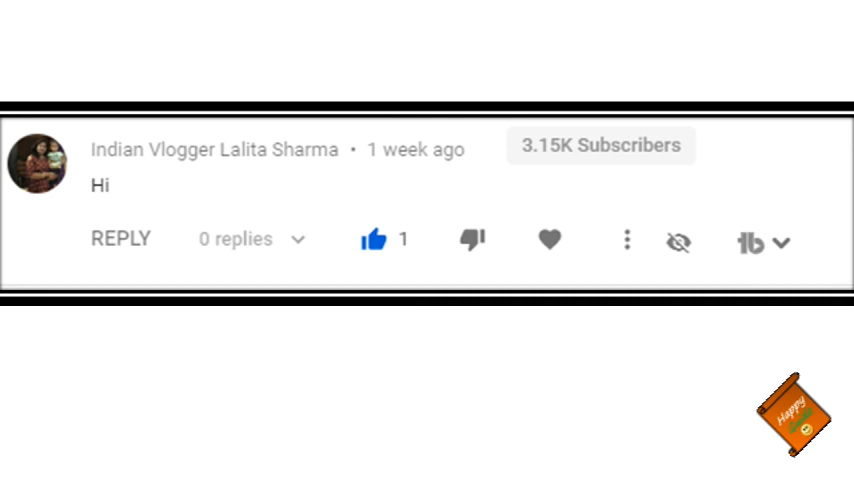 Indian Vlogger Lalita Sharma • 1 week ago 3.15K Subscribers
Hi
REPLY 0 replies 1
Happy